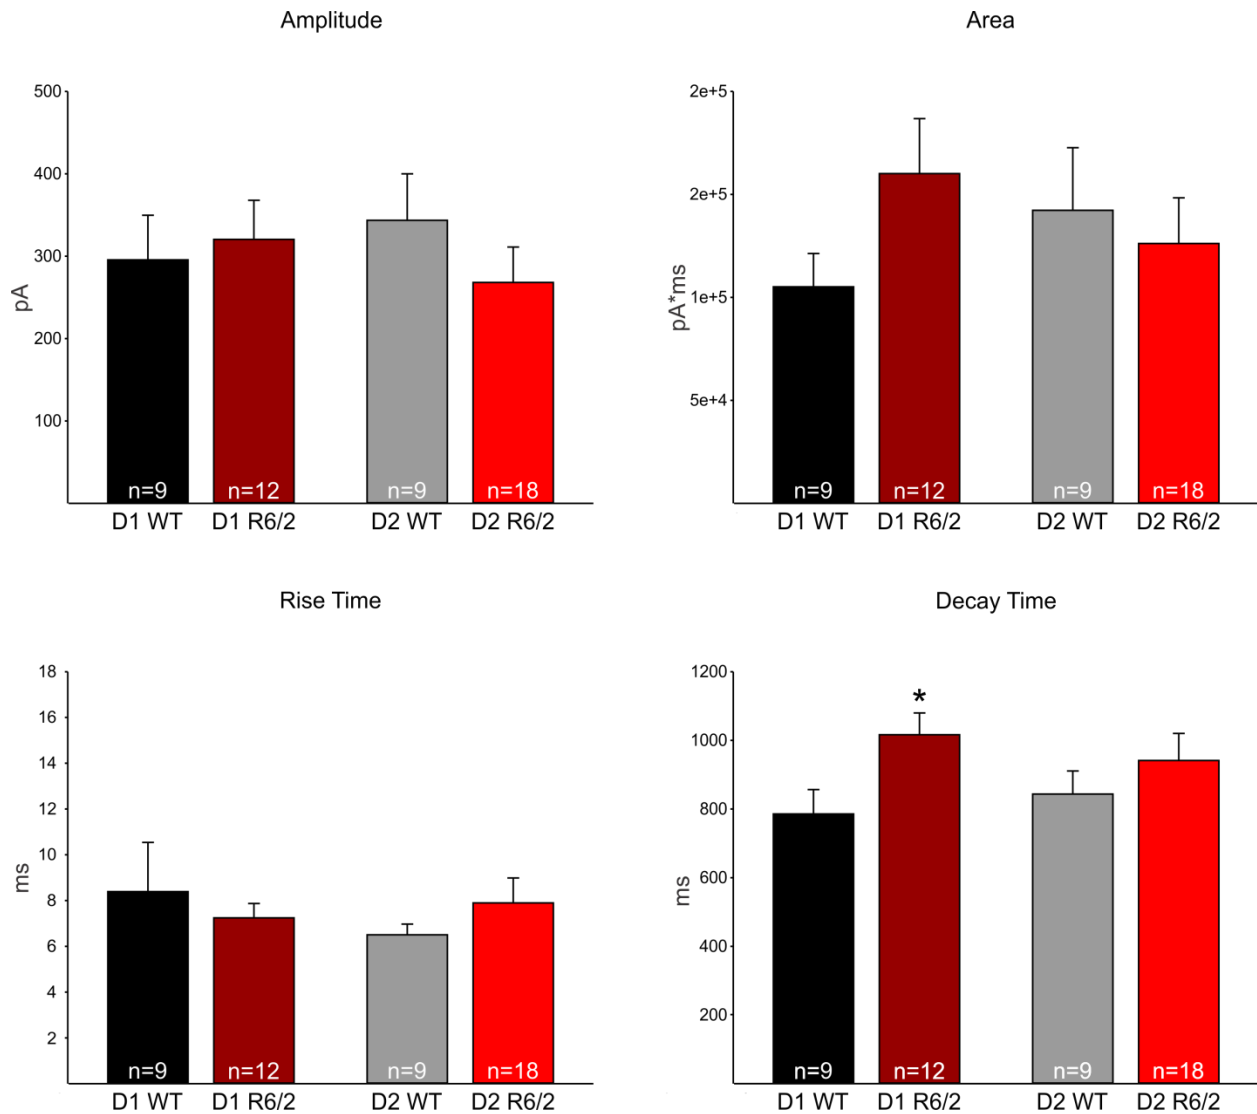 Amplitude
500
400
300
200
100
pA
n=9
n=12
n=9
n=18
D1 WT
D1 R6/2
D2 WT
D2 R6/2
Area
2e+5
2e+5
1e+5
5e+4
pA*ms
n=9
n=12
n=9
n=18
D1 WT
D1 R6/2
D2 WT
D2 R6/2
Rise Time
18
16
14
12
10
8
6
4
2
ms
n=9
n=12
n=9
n=18
D1 WT
D1 R6/2
D2 WT
D2 R6/2
Decay Time
1200
1000
800
600
400
200
ms
*
n=9
n=12
n=9
n=18
D1 WT
D1 R6/2
D2 WT
D2 R6/2